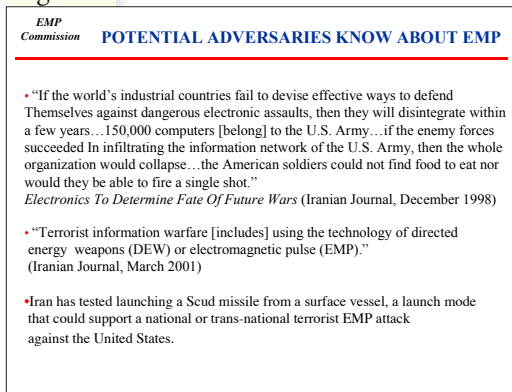 EMP
Commission
POTENTIAL ADVERSARIES KNOW ABOUT EMP
• “If the world’s industrial countries fail to devise effective ways to defend
Themselves against dangerous electronic assaults, then they will disintegrate within
a few years…150,000 computers [belong] to the U.S. Army…if the enemy forces
succeeded In infiltrating the information network of the U.S. Army, then the whole
organization would collapse…the American soldiers could not find food to eat nor
would they be able to fire a single shot.”
Electronics To Determine Fate Of Future Wars (Iranian Journal, December 1998)
• “Terrorist information warfare [includes] using the technology of directed
energy weapons (DEW) or electromagnetic pulse (EMP).”
(Iranian Journal, March 2001)
•Iran has tested launching a Scud missile from a surface vessel, a launch mode
that could support a national or trans-national terrorist EMP attack
against the United States.